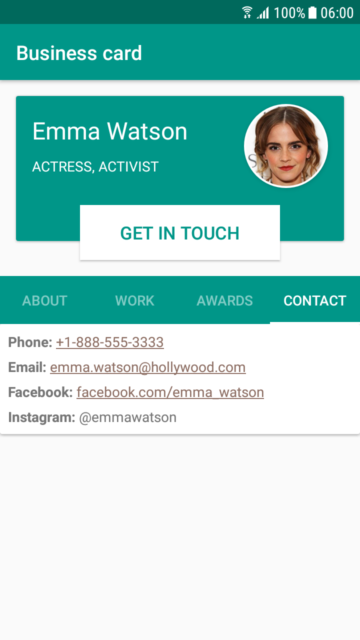 100% 06:00
Business card
Emma Watson
ACTRESS, ACTIVIST
GET IN TOUCH
ABOUT WORK AWARDS CONTACT
Phone: +1-888-555-3333
Email: emma.watson@hollywood.com
Facebook: facebook.com/emma_watson
Instagram: @emmawatson